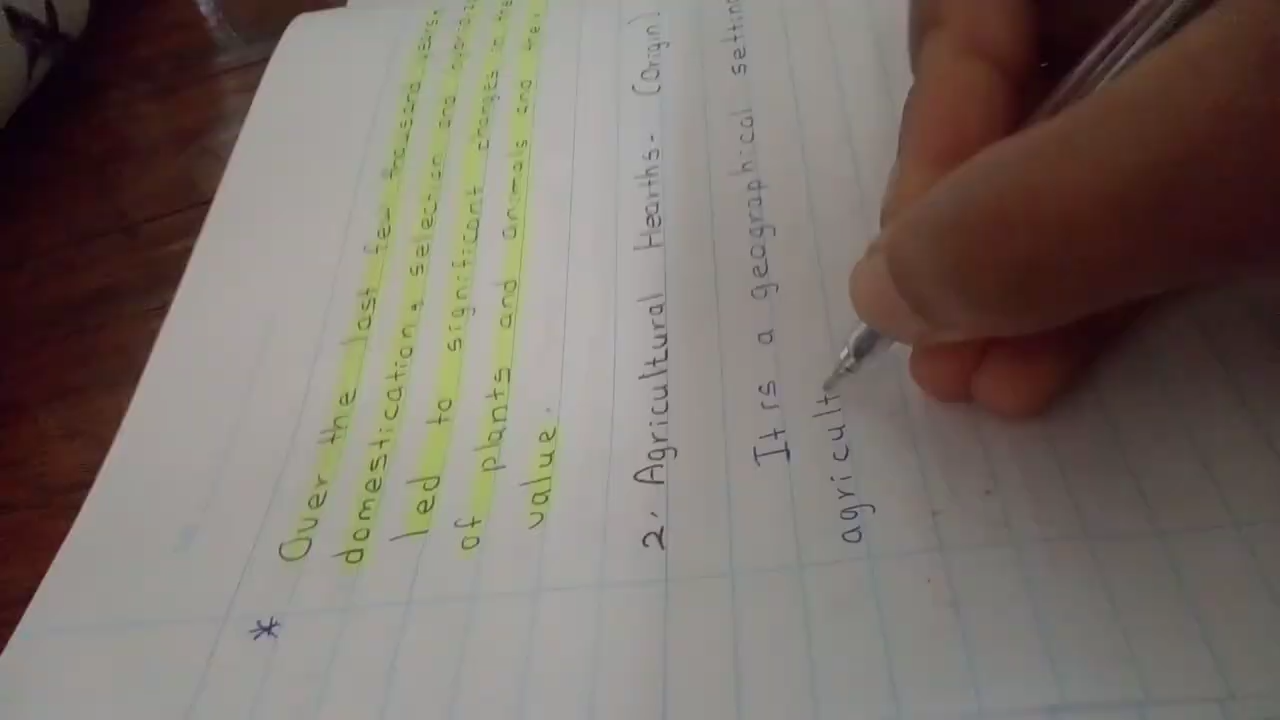 * Over the last few thousand years,
domestication, selection and
led to significant changes in the
of plants and animals and their
value.
2. Agricultural Hearths- (Origin)
It is a geographical setting
agricult